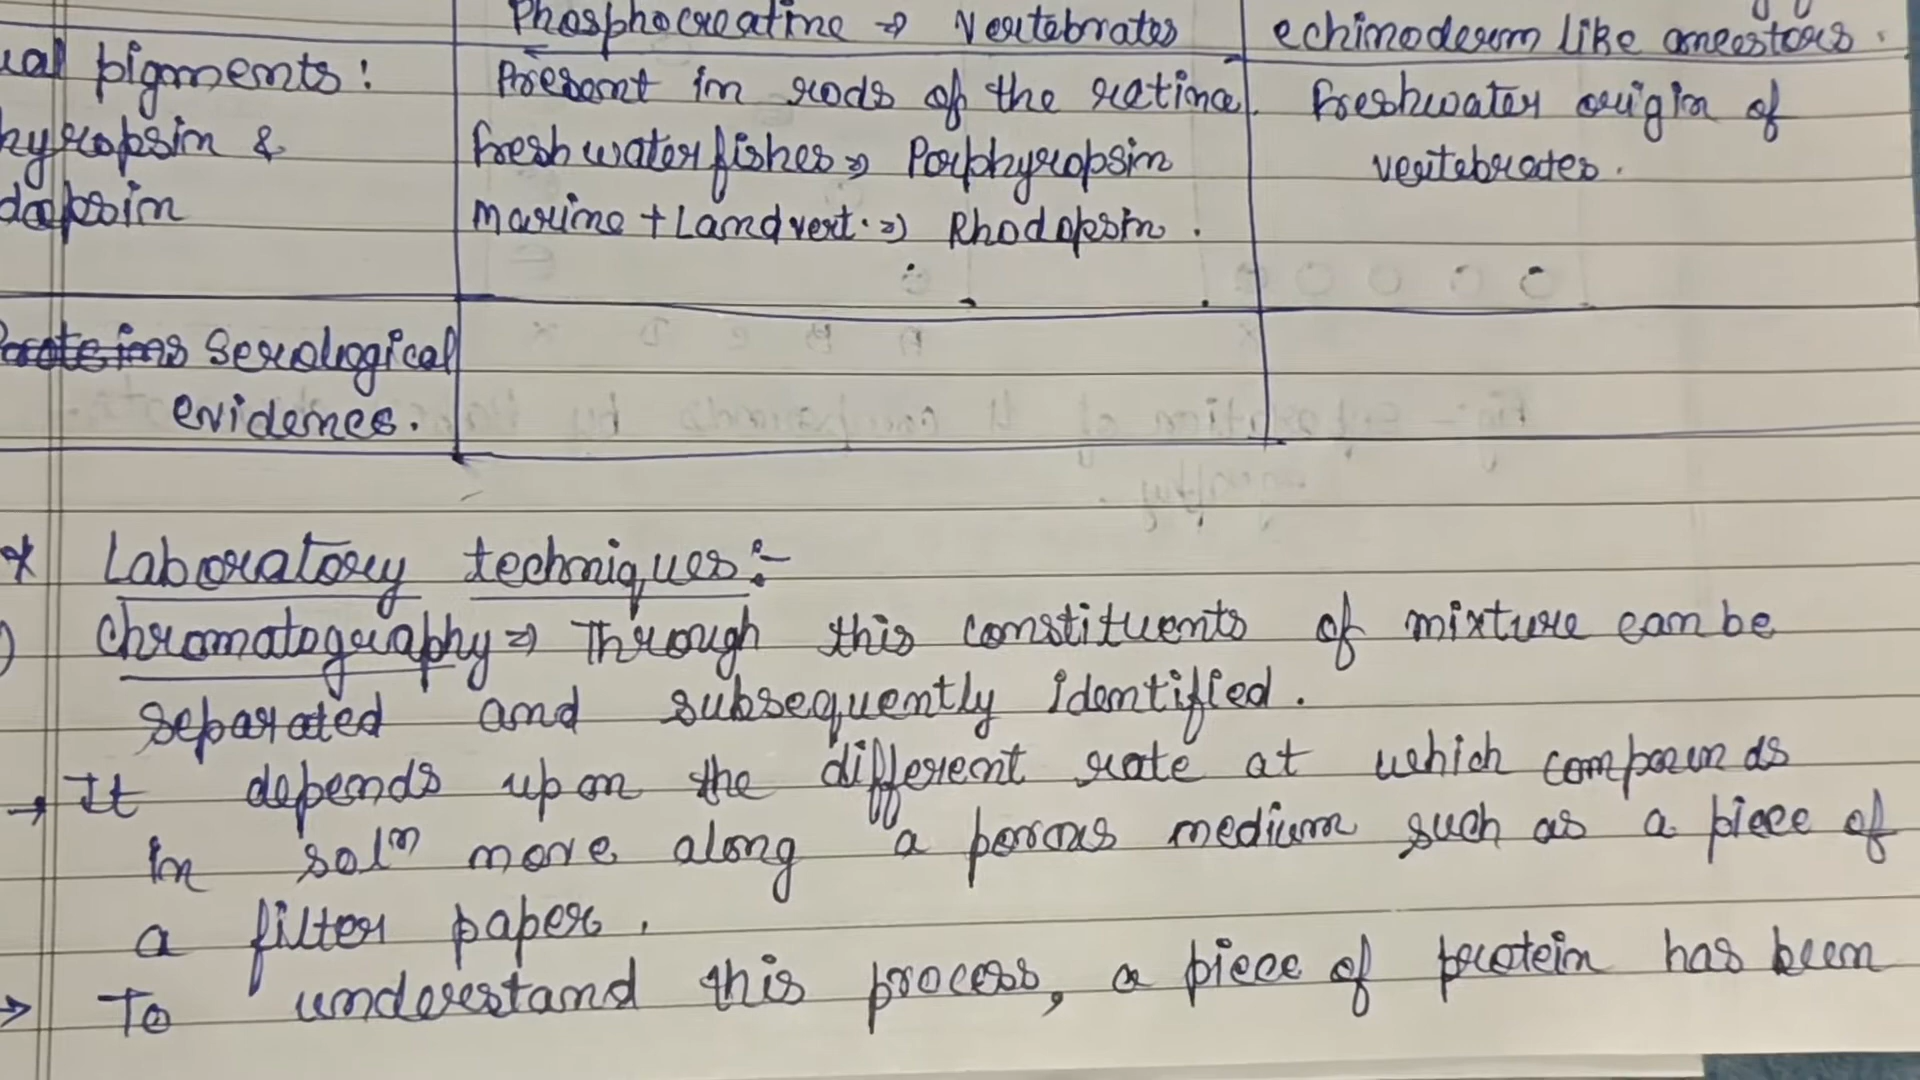 Phosphocreatine → Vertebrates
echinoderm like ancestors.
ual pigments:
Present in rods of the retina.
Freshwater origin of
hyropsin &
freshwater fishes ⇒ Porphyropsin
vertebrates.
dopsin
Marine + Land vert. ⇒ Rhodopsin.
Proteins Serological
evidences.
* Laboratory techniques:-
) Chromatography ⇒ Through this constituents of mixture can be
separated and subsequently identified.
→ It depends upon the different rate at which compounds
in solⁿ move along a porous medium such as a piece of
a filter paper.
→ To understand this process, a piece of protein has been